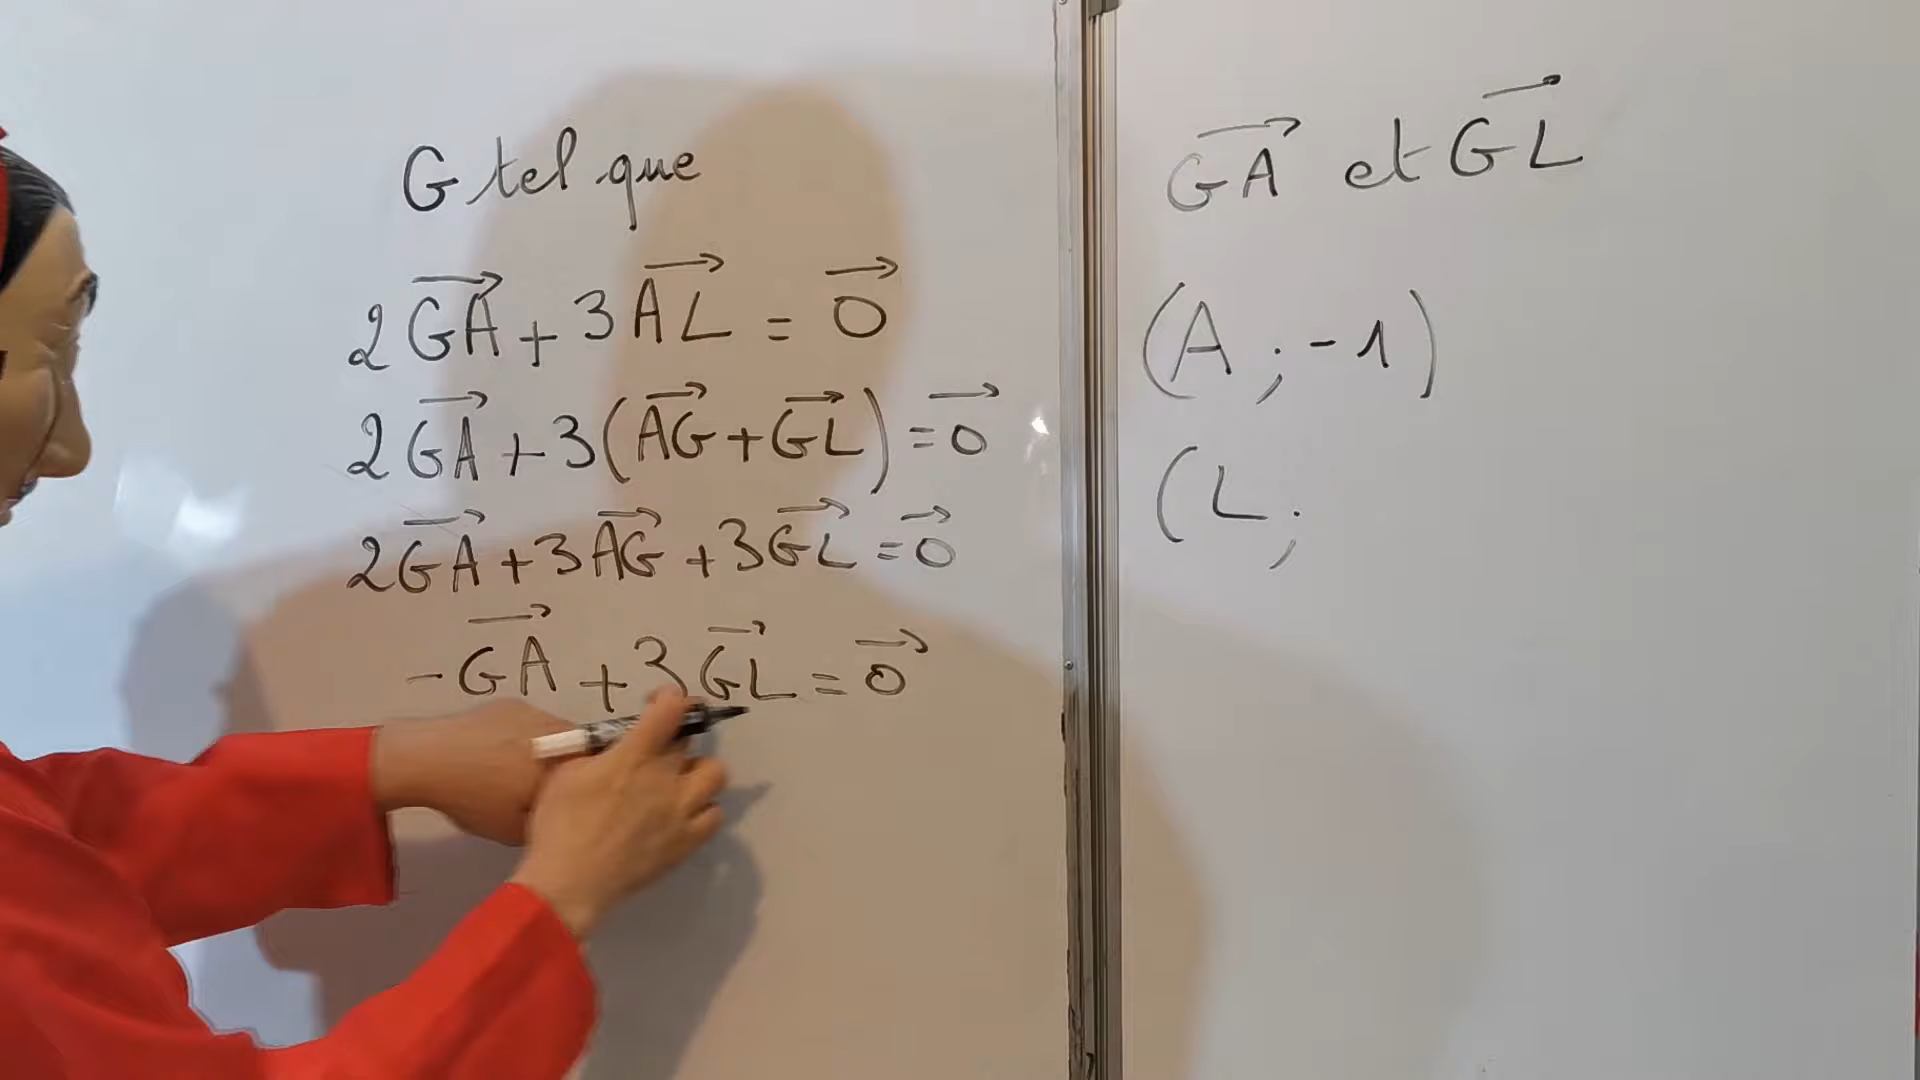 G tel que
2GA⃗ + 3AL⃗ = 0⃗
2GA⃗ + 3(AG⃗ + GL⃗) = 0⃗
2GA⃗ + 3AG⃗ + 3GL⃗ = 0⃗
-GA⃗ + 3GL⃗ = 0⃗
GA⃗ et GL⃗
(A ; -1)
(L ;